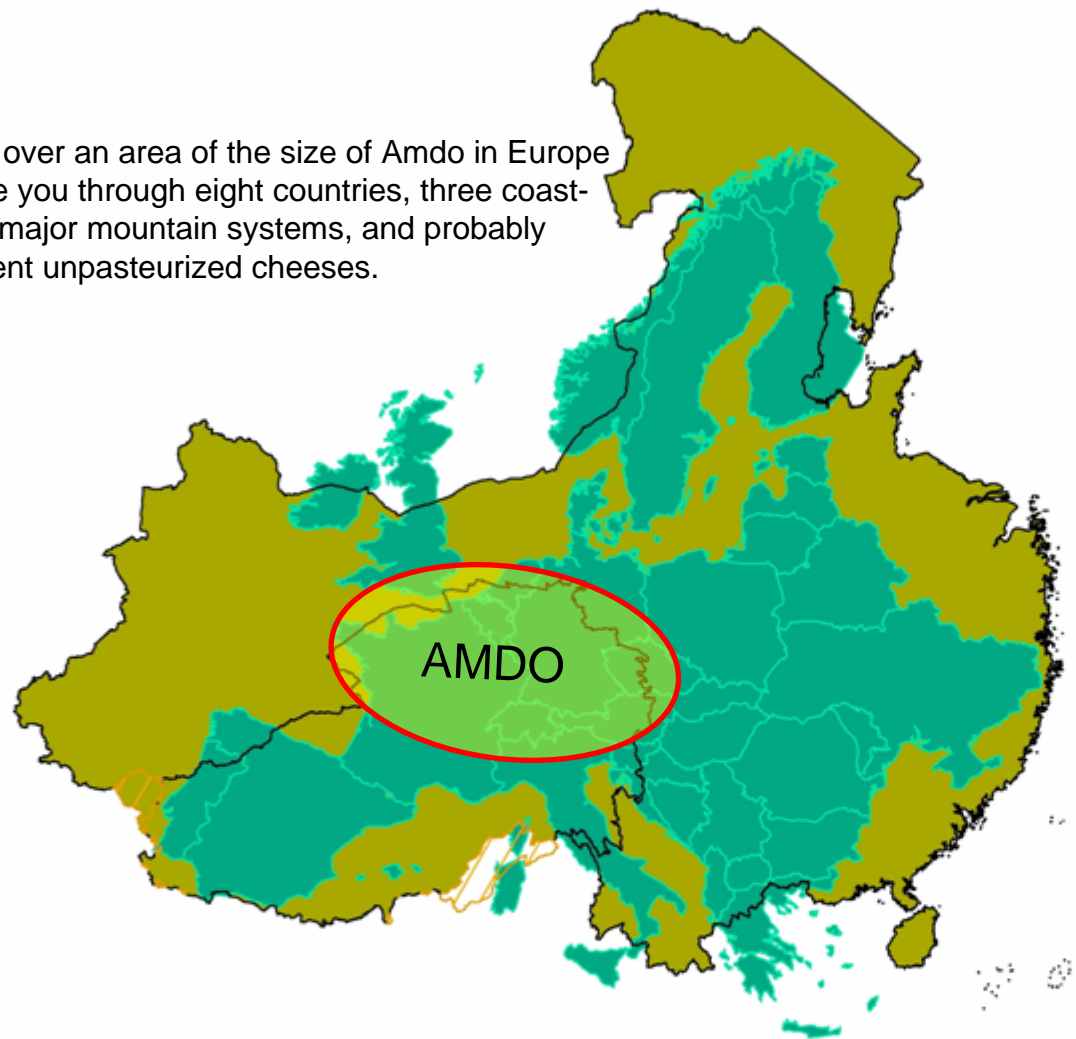 over an area of the size of Amdo in Europe
e you through eight countries, three coast-
major mountain systems, and probably
ent unpasteurized cheeses.
AMDO